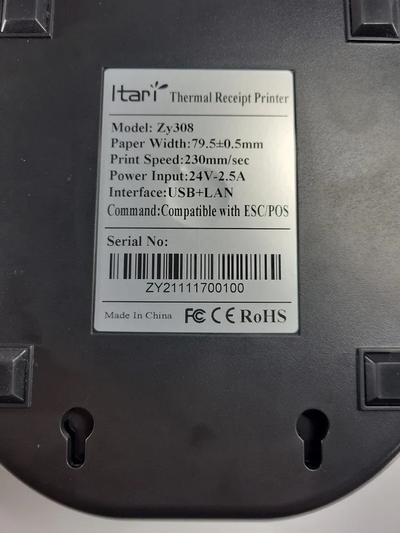 Itari Thermal Receipt Printer
Model: Zy308
Paper Width:79.5±0.5mm
Print Speed:230mm/sec
Power Input:24V-2.5A
Interface:USB+LAN
Command:Compatible with ESC/POS
Serial No:
ZY21111700100
Made In China FC CE RoHS